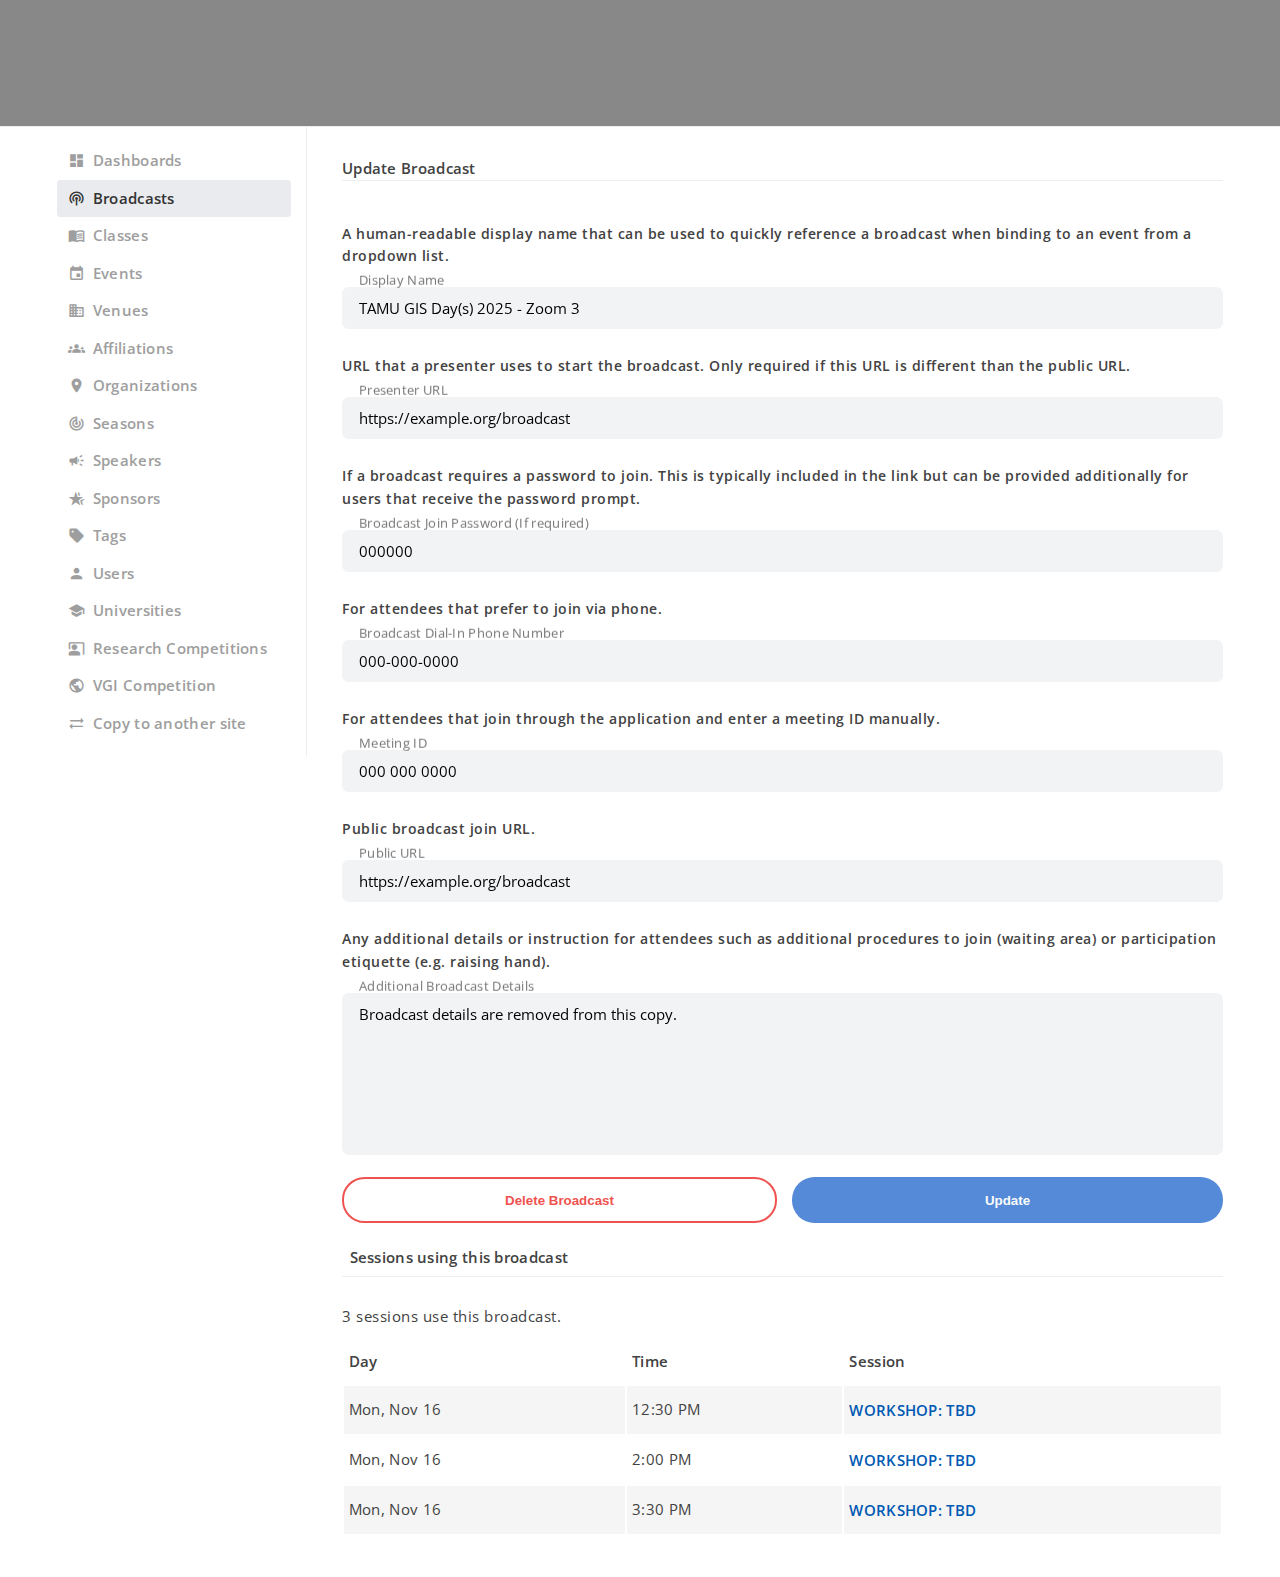 Dashboards
Broadcasts
Classes
Events
Venues
Affiliations
Organizations
Seasons
Speakers
Sponsors
Tags
Users
Universities
Research Competitions
VGI Competition
Copy to another site
Update Broadcast
A human-readable display name that can be used to quickly reference a broadcast when binding to an event from a
dropdown list.
Display Name
TAMU GIS Day(s) 2025 - Zoom 3
URL that a presenter uses to start the broadcast. Only required if this URL is different than the public URL.
Presenter URL
https://example.org/broadcast
If a broadcast requires a password to join. This is typically included in the link but can be provided additionally for
users that receive the password prompt.
Broadcast Join Password (If required)
000000
For attendees that prefer to join via phone.
Broadcast Dial-In Phone Number
000-000-0000
For attendees that join through the application and enter a meeting ID manually.
Meeting ID
000 000 0000
Public broadcast join URL.
Public URL
https://example.org/broadcast
Any additional details or instruction for attendees such as additional procedures to join (waiting area) or participation
etiquette (e.g. raising hand).
Additional Broadcast Details
Broadcast details are removed from this copy.
Delete Broadcast Update
Sessions using this broadcast
3 sessions use this broadcast.
Day Time Session
Mon, Nov 16 12:30 PM WORKSHOP: TBD
Mon, Nov 16 2:00 PM WORKSHOP: TBD
Mon, Nov 16 3:30 PM WORKSHOP: TBD